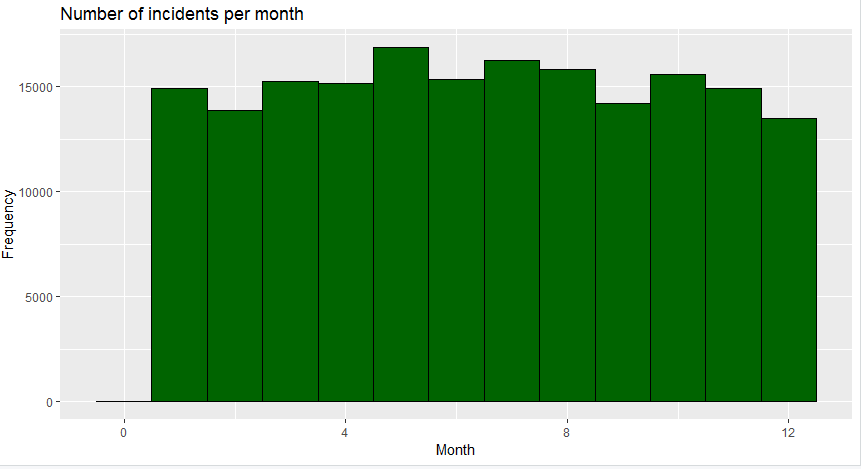 Number of incidents per month
15000
10000
5000
0
Frequency
0 4 8 12
Month